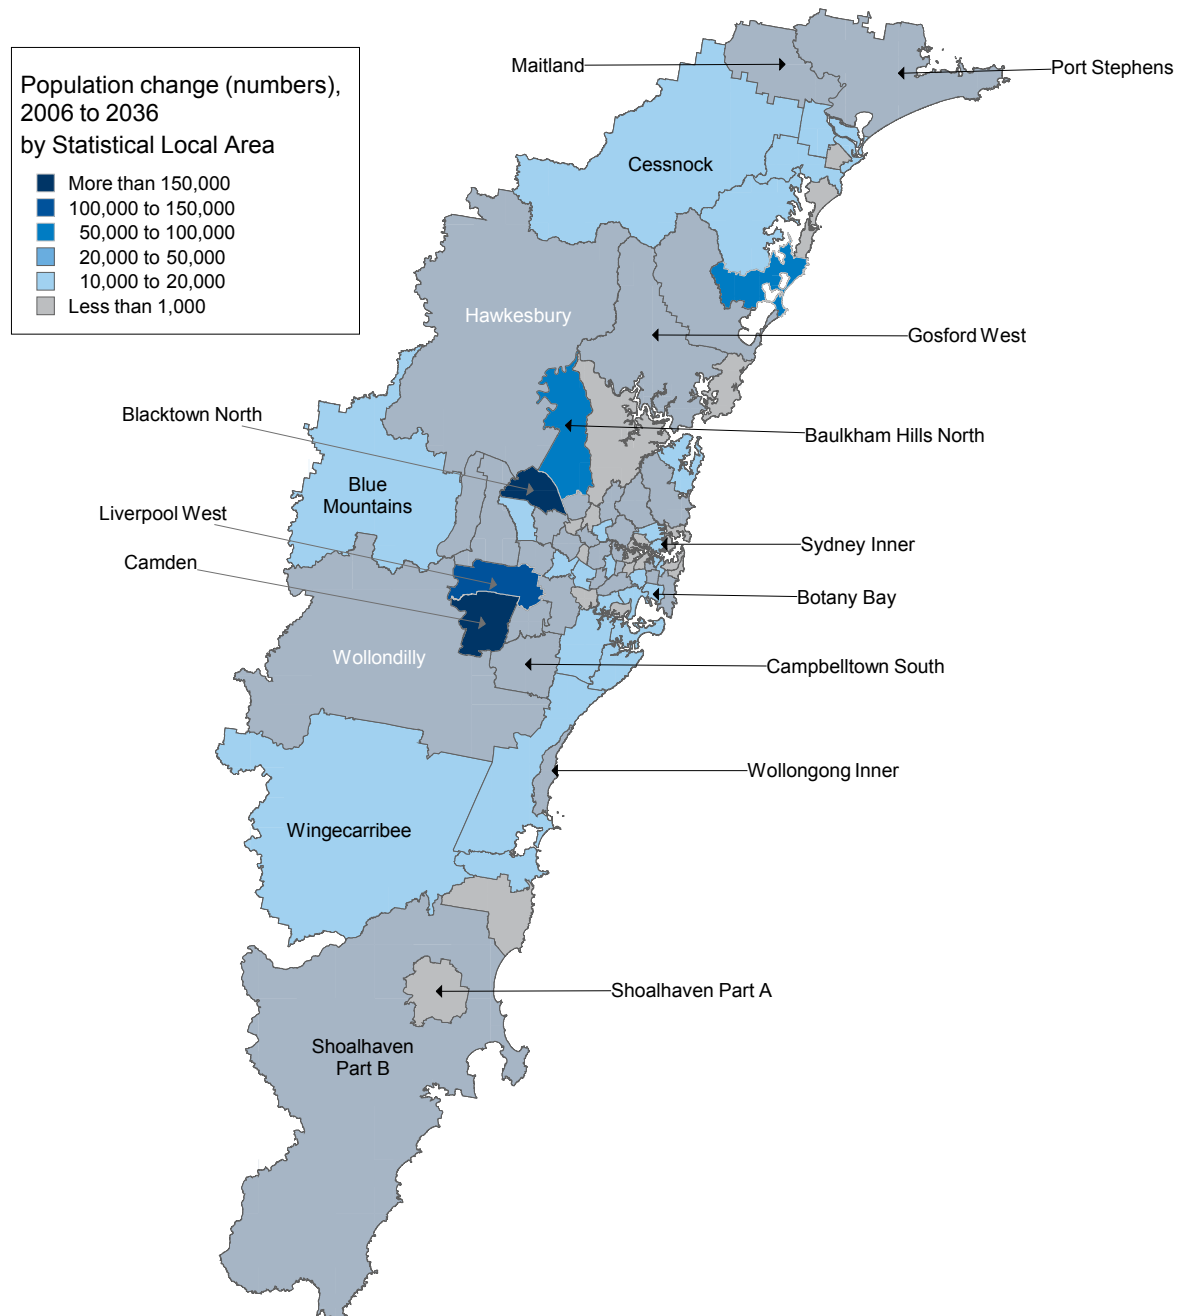 Population change (numbers),
2006 to 2036
by Statistical Local Area
More than 150,000
100,000 to 150,000
50,000 to 100,000
20,000 to 50,000
10,000 to 20,000
Less than 1,000
Maitland
Port Stephens
Cessnock
Hawkesbury
Gosford West
Blacktown North
Baulkham Hills North
Blue
Mountains
Liverpool West
Sydney Inner
Camden
Botany Bay
Wollondilly
Campbelltown South
Wollongong Inner
Wingecarribee
Shoalhaven Part A
Shoalhaven
Part B